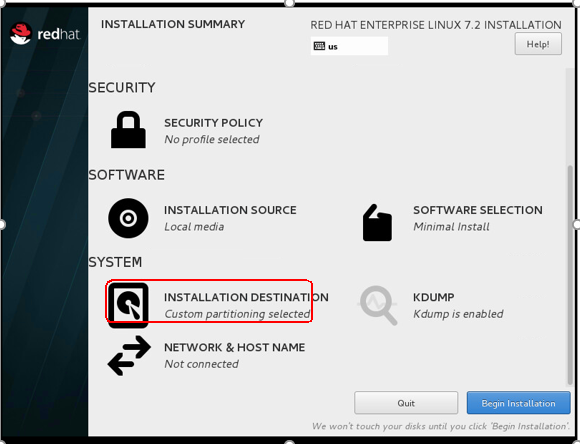 redhat
INSTALLATION SUMMARY
RED HAT ENTERPRISE LINUX 7.2 INSTALLATION
us
Help!
SECURITY
SECURITY POLICY
No profile selected
SOFTWARE
INSTALLATION SOURCE
Local media
SOFTWARE SELECTION
Minimal Install
SYSTEM
INSTALLATION DESTINATION
Custom partitioning selected
KDUMP
Kdump is enabled
NETWORK & HOST NAME
Not connected
Quit
Begin Installation
We won't touch your disks until you click 'Begin Installation'.